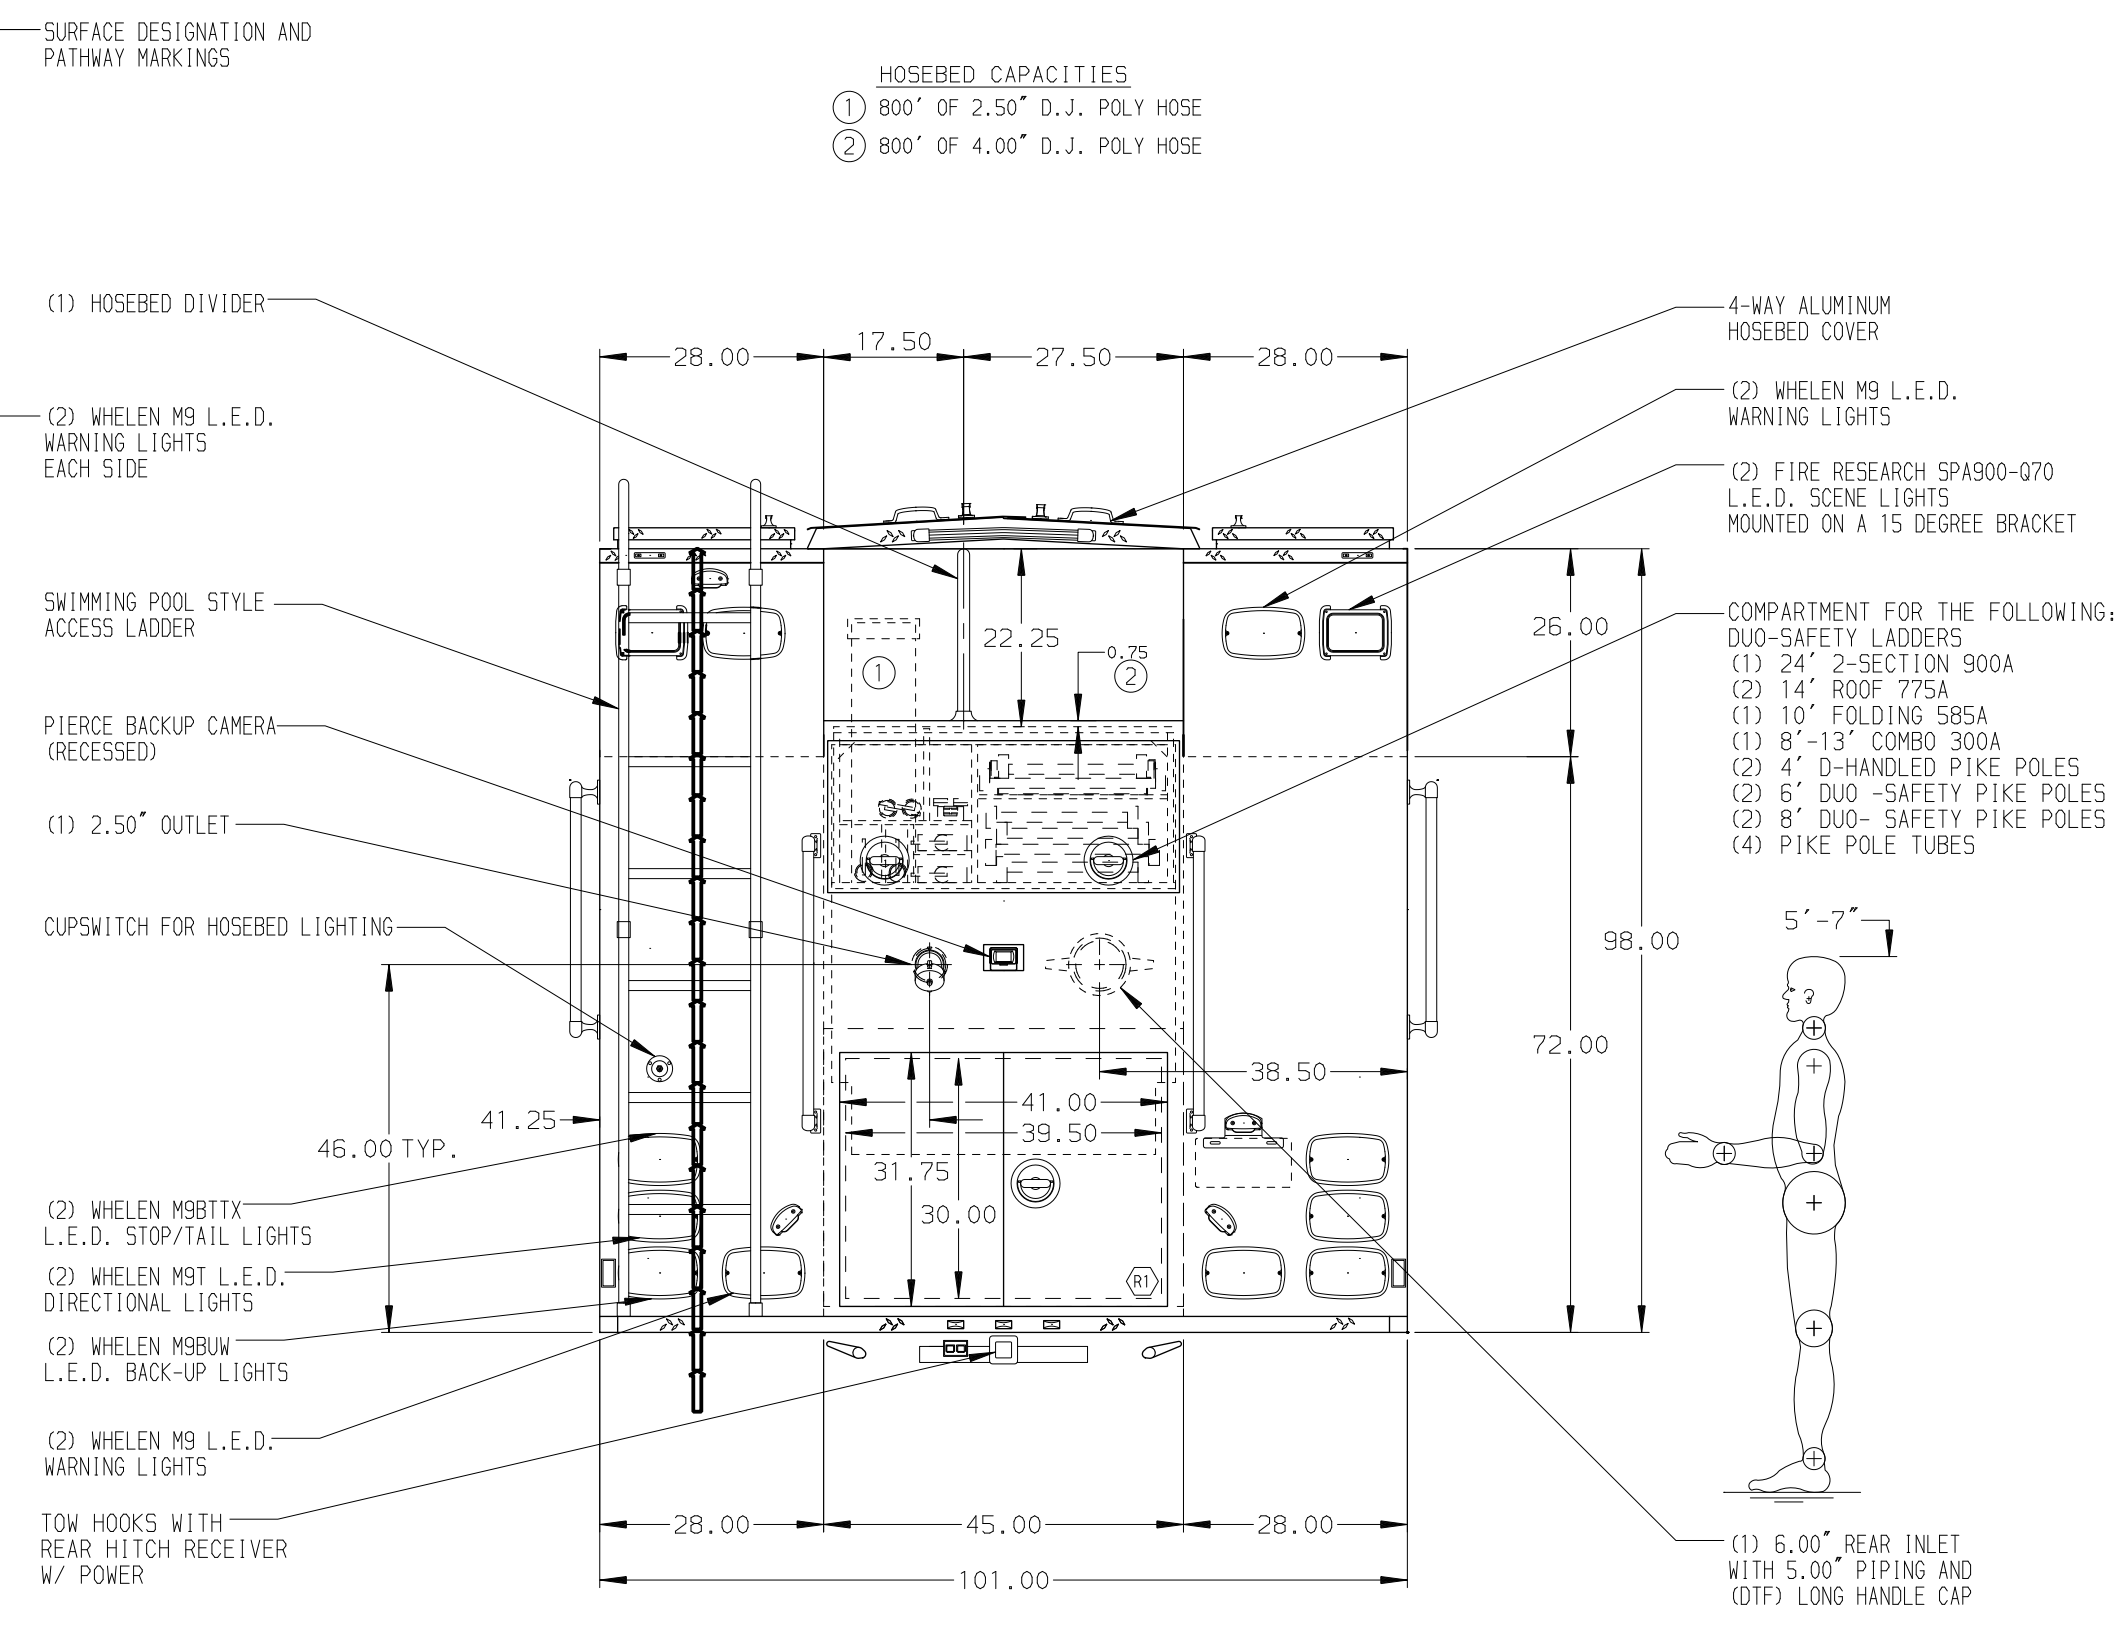 SURFACE DESIGNATION AND
PATHWAY MARKINGS
HOSEBED CAPACITIES
1 800' OF 2.50" D.J. POLY HOSE
2 800' OF 4.00" D.J. POLY HOSE
(1) HOSEBED DIVIDER
(2) WHELEN M9 L.E.D.
WARNING LIGHTS
EACH SIDE
SWIMMING POOL STYLE
ACCESS LADDER
PIERCE BACKUP CAMERA
(RECESSED)
(1) 2.50" OUTLET
CUPSWITCH FOR HOSEBED LIGHTING
(2) WHELEN M9BTTX
L.E.D. STOP/TAIL LIGHTS
(2) WHELEN M9T L.E.D.
DIRECTIONAL LIGHTS
(2) WHELEN M9BUW
L.E.D. BACK-UP LIGHTS
(2) WHELEN M9 L.E.D.
WARNING LIGHTS
TOW HOOKS WITH
REAR HITCH RECEIVER
W/ POWER
28.00
17.50
27.50
28.00
22.25
0.75
1
2
26.00
98.00
72.00
38.50
41.00
39.50
41.25
46.00 TYP.
31.75
30.00
R1
28.00
45.00
28.00
101.00
4-WAY ALUMINUM
HOSEBED COVER
(2) WHELEN M9 L.E.D.
WARNING LIGHTS
(2) FIRE RESEARCH SPA900-Q70
L.E.D. SCENE LIGHTS
MOUNTED ON A 15 DEGREE BRACKET
COMPARTMENT FOR THE FOLLOWING:
DUO-SAFETY LADDERS
(1) 24' 2-SECTION 900A
(2) 14' ROOF 775A
(1) 10' FOLDING 585A
(1) 8'-13' COMBO 300A
(2) 4' D-HANDLED PIKE POLES
(2) 6' DUO -SAFETY PIKE POLES
(2) 8' DUO- SAFETY PIKE POLES
(4) PIKE POLE TUBES
5'-7"
(1) 6.00" REAR INLET
WITH 5.00" PIPING AND
(DTF) LONG HANDLE CAP